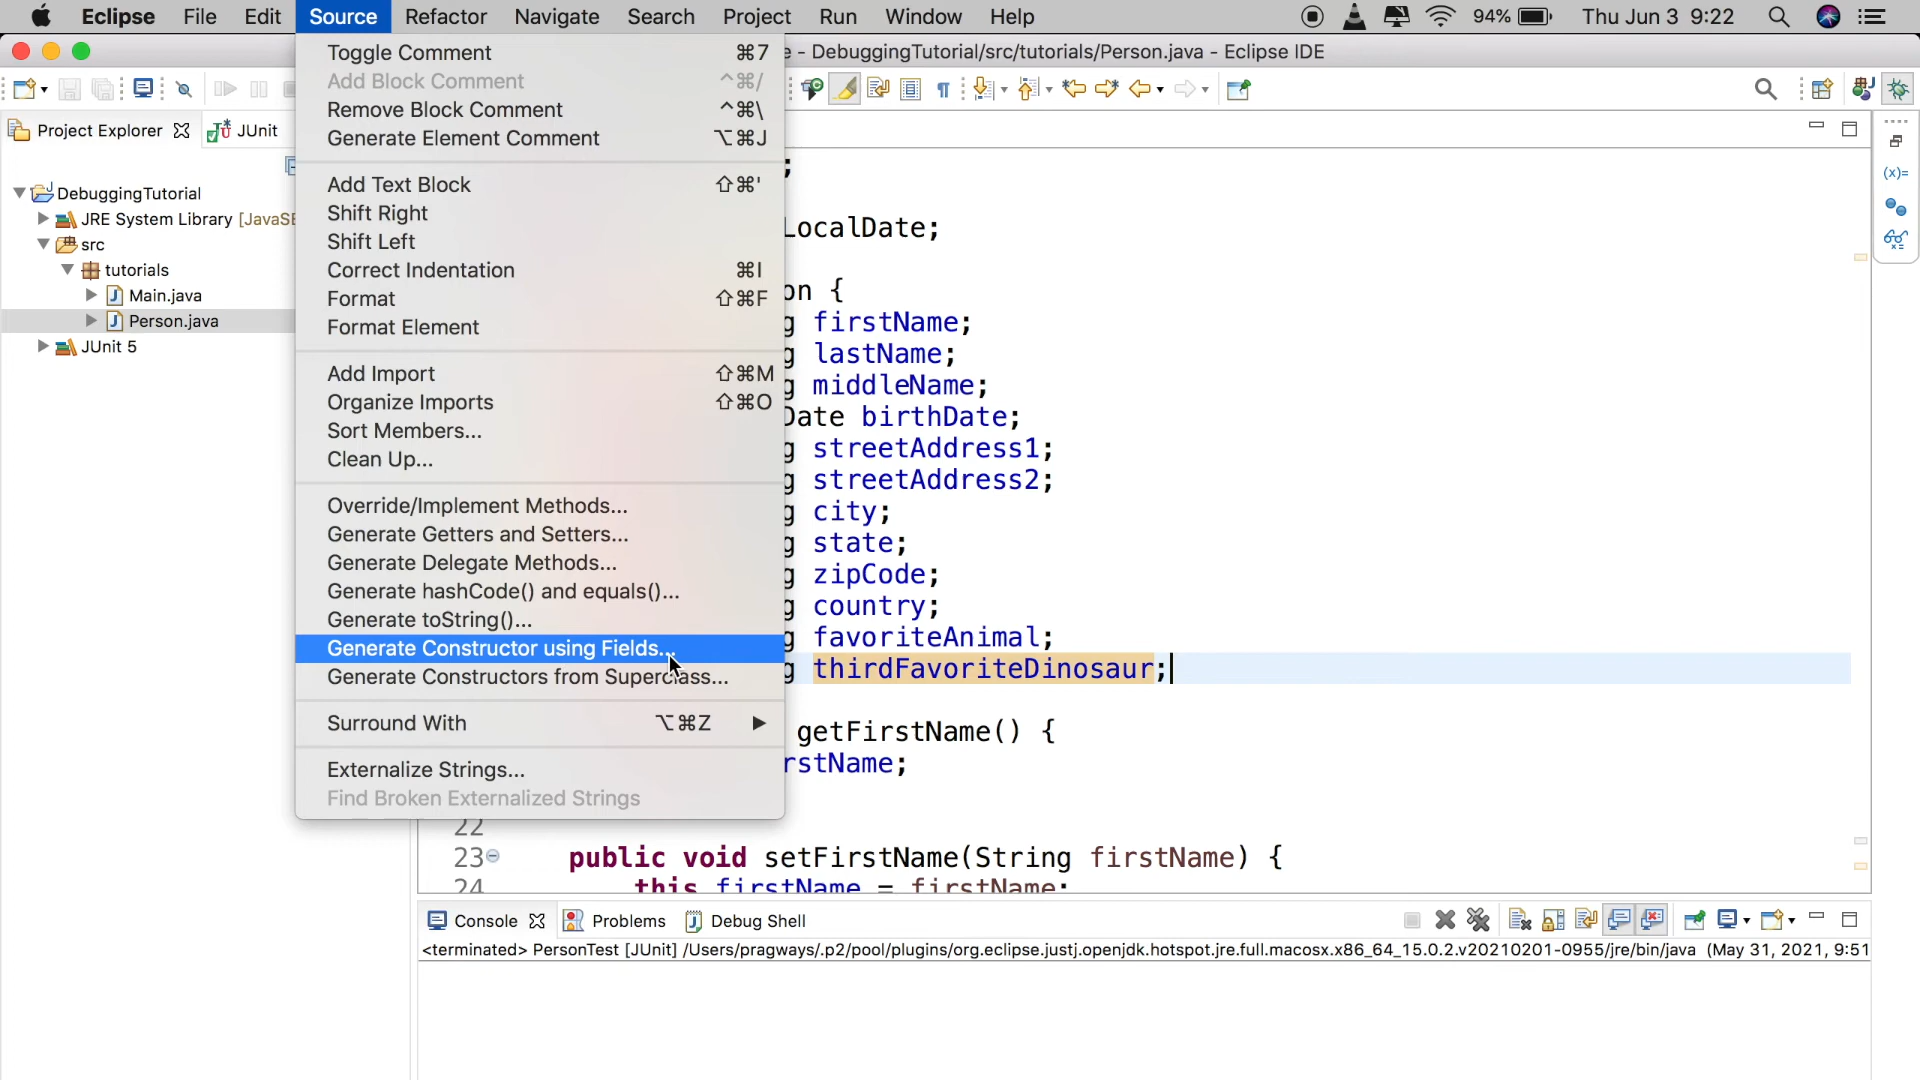 Eclipse File Edit Source Refactor Navigate Search Project Run Window Help 94% Thu Jun 3 9:22
e - DebuggingTutorial/src/tutorials/Person.java - Eclipse IDE
Project Explorer JUnit
DebuggingTutorial
JRE System Library [JavaSE
src
tutorials
Main.java
Person.java
JUnit 5
Toggle Comment ⌘7
Add Block Comment ^⌘/
Remove Block Comment ^⌘\
Generate Element Comment ⌥⌘J
Add Text Block ⇧⌘'
Shift Right
Shift Left
Correct Indentation ⌘I
Format ⇧⌘F
Format Element
Add Import ⇧⌘M
Organize Imports ⇧⌘O
Sort Members...
Clean Up...
Override/Implement Methods...
Generate Getters and Setters...
Generate Delegate Methods...
Generate hashCode() and equals()...
Generate toString()...
Generate Constructor using Fields...
Generate Constructors from Superclass...
Surround With ⌥⌘Z
Externalize Strings...
Find Broken Externalized Strings
;
LocalDate;
on {
g firstName;
g lastName;
g middleName;
Date birthDate;
g streetAddress1;
g streetAddress2;
g city;
g state;
g zipCode;
g country;
g favoriteAnimal;
g thirdFavoriteDinosaur;
getFirstName() {
rstName;
22
23 public void setFirstName(String firstName) {
24 this firstName = firstName;
(x)=
Console Problems Debug Shell
<terminated> PersonTest [JUnit] /Users/pragways/.p2/pool/plugins/org.eclipse.justj.openjdk.hotspot.jre.full.macosx.x86_64_15.0.2.v20210201-0955/jre/bin/java (May 31, 2021, 9:51